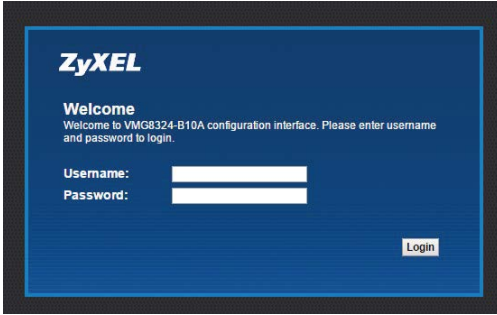 ZyXEL
Welcome
Welcome to VMG8324-B10A configuration interface. Please enter username
and password to login.
Username:
Password:
Login